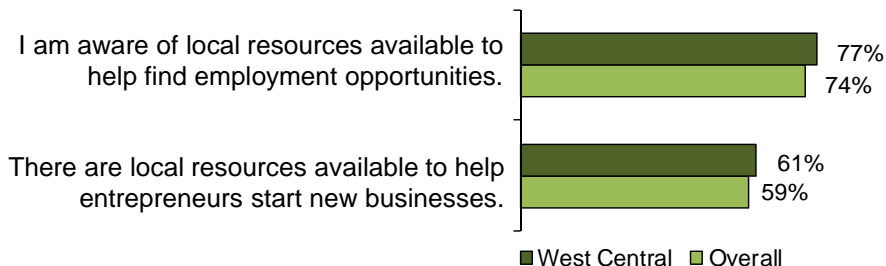 I am aware of local resources available to
help find employment opportunities.
77%
74%
There are local resources available to help
entrepreneurs start new businesses.
61%
59%
West Central
Overall